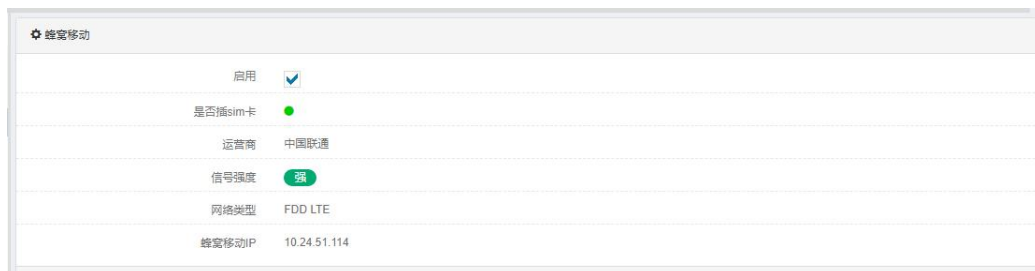 蜂窝移动
启用
是否插sim卡
运营商 中国联通
信号强度 强
网络类型 FDD LTE
蜂窝移动IP 10.24.51.114